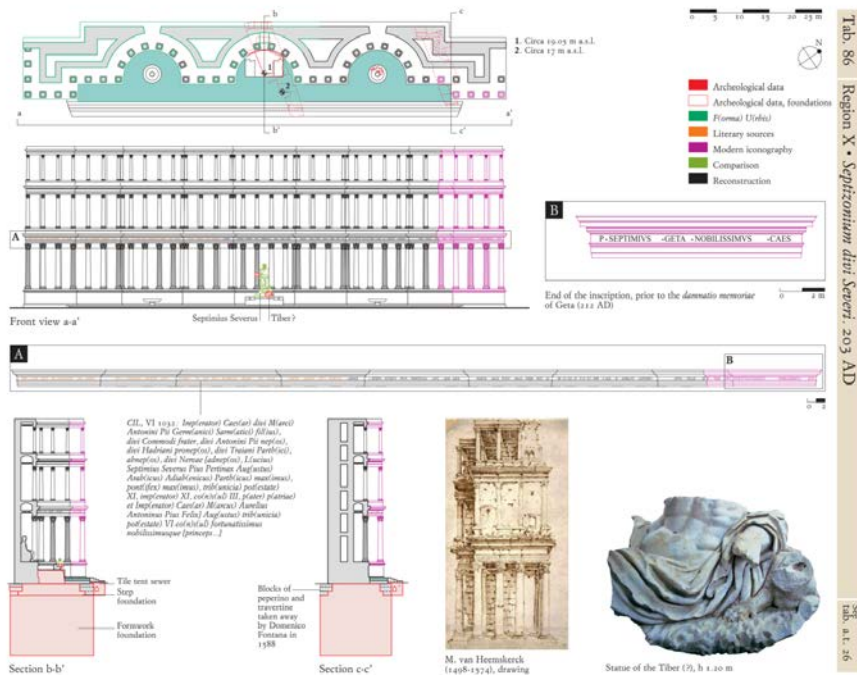 c
b
1. Circa 19.05 m a.s.l.
2. Circa 17 m a.s.l.
0 5 10 15 20 25 m
N
1
2
a
a'
b'
c'
Archeological data
Archeological data, foundations
F(orma) U(rbis)
Literary sources
Modern iconography
Comparison
Reconstruction
A
B
P · SEPTIMIVS · GETA · NOBILISSIMVS · CAES
End of the inscription, prior to the damnatio memoriae
of Geta (212 AD)
0 2 m
Front view a-a'
Septimius Severus
Tiber?
A
B
0 2
CIL, VI 1032: Imp(erator) Caes(ar) divi M(arci)
Antonini Pii Germ(anici) Sarm(atici) fil(ius),
divi Commodi frater, divi Antonini Pii nep(os),
divi Hadriani pronep(os), divi Traiani Parth(ici),
abnep(os), divi Nervae [adnep(os), L(ucius)
Septimius Severus Pius Pertinax Aug(ustus)
Arab(icus) Adiab(enicus) Parth(icus) max(imus),
pont(ifex) max(imus), trib(unicia) pot(estate)
XI, imp(erator) XI, co(n)s(ul) III, p(ater) p(atriae)
et Imp(erator) Caes(ar) M(arcus) Aurelius
Antoninus Pius Felix] Aug(ustus) trib(unicia)
pot(estate) VI co(n)s(ul) fortunatissimus
nobilissimusque [princeps...]
Tile tent sewer
Step
foundation
Formwork
foundation
Section b-b'
Blocks of
peperino and
travertine
taken away
by Domenico
Fontana in
1588
Section c-c'
M. van Heemskerck
(1498-1574), drawing
Statue of the Tiber (?), h 1.20 m
Tab. 86
Region X • Septizonium divi Severi. 203 AD
tab. a.t. 26